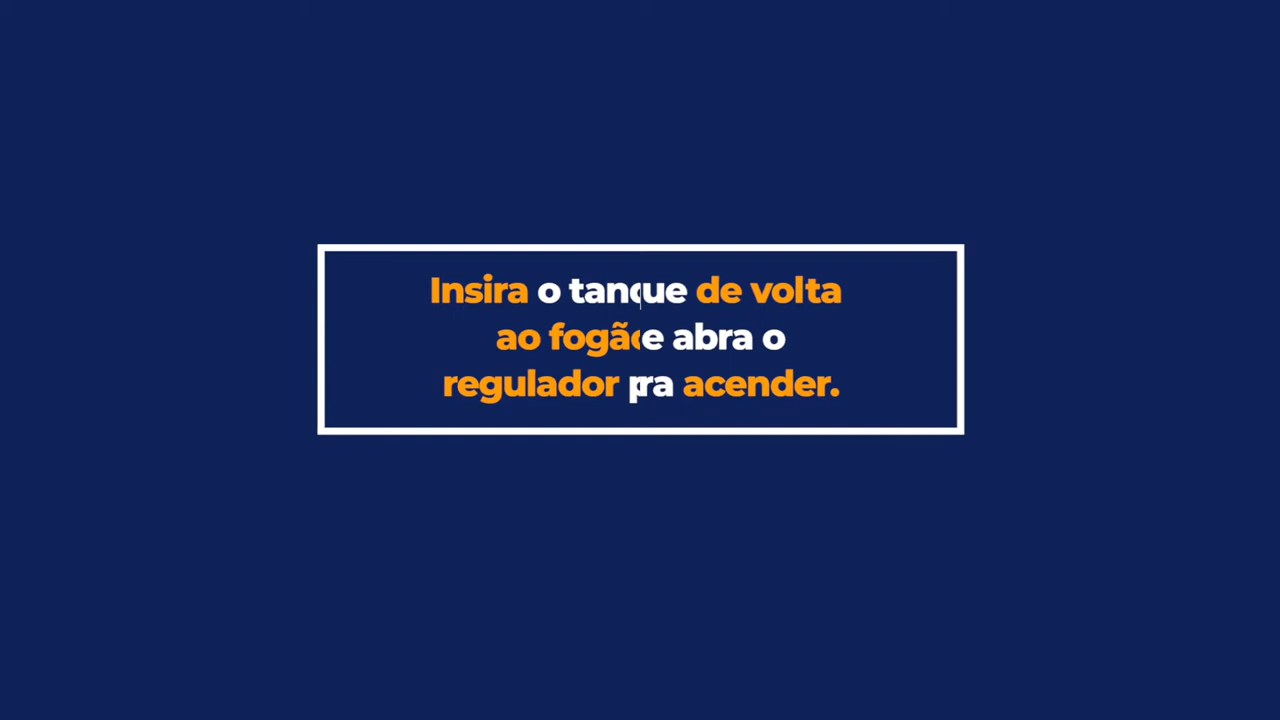 Insira o tanque de volta
ao fogão e abra o
regulador pra acender.